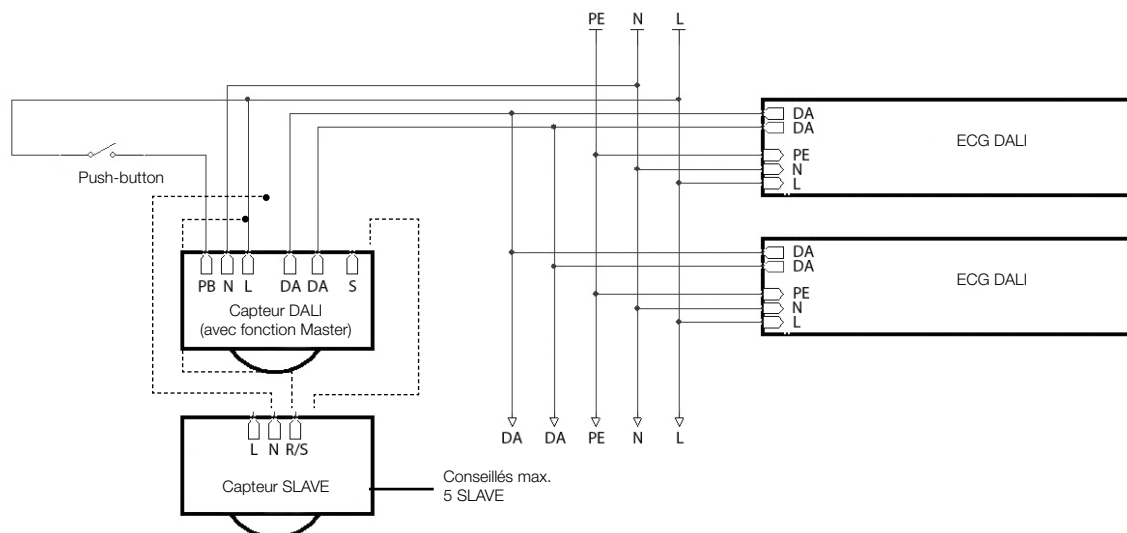 PE N L
DA
DA
ECG DALI
PE
N
L
Push-button
PB N L DA DA S
Capteur DALI
(avec fonction Master)
DA
DA
ECG DALI
PE
N
L
DA DA PE N L
L N R/S
Capteur SLAVE
Conseillés max.
5 SLAVE